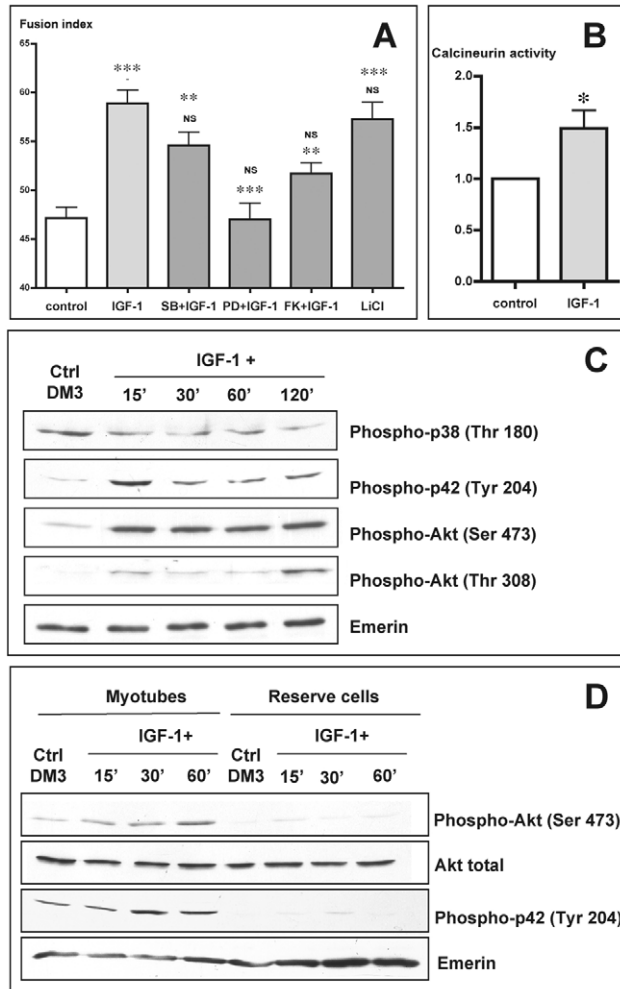 Fusion index
A
65
60
55
50
45
40
***
-
**
NS
NS
***
NS
**
***
NS
control IGF-1 SB+IGF-1 PD+IGF-1 FK+IGF-1 LiCl
B
Calcineurin activity
2.0
1.5
1.0
0.5
0.0
*
control IGF-1
C
Ctrl
DM3
IGF-1 +
15’ 30’ 60’ 120’
Phospho-p38 (Thr 180)
Phospho-p42 (Tyr 204)
Phospho-Akt (Ser 473)
Phospho-Akt (Thr 308)
Emerin
D
Myotubes Reserve cells
Ctrl
DM3
IGF-1+
15’ 30’ 60’
Ctrl
DM3
IGF-1+
15’ 30’ 60’
Phospho-Akt (Ser 473)
Akt total
Phospho-p42 (Tyr 204)
Emerin